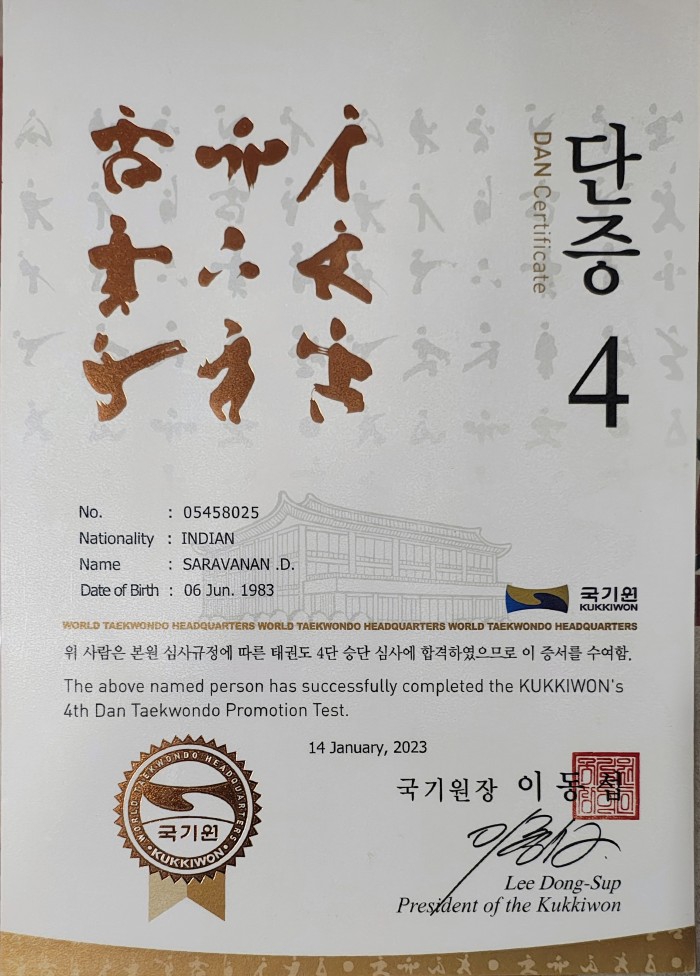 단증
DAN Certificate
4
No. : 05458025
Nationality : INDIAN
Name : SARAVANAN .D.
Date of Birth : 06 Jun. 1983
국기원
KUKKIWON
WORLD TAEKWONDO HEADQUARTERS WORLD TAEKWONDO HEADQUARTERS WORLD TAEKWONDO HEADQUARTERS
위 사람은 본원 심사규정에 따른 태권도 4단 승단 심사에 합격하였으므로 이 증서를 수여함.
The above named person has successfully completed the KUKKIWON's
4th Dan Taekwondo Promotion Test.
14 January, 2023
국기원장 이 동 섭
Lee Dong-Sup
President of the Kukkiwon
WORLD TAEKWONDO HEADQUARTERS
국기원
KUKKIWON